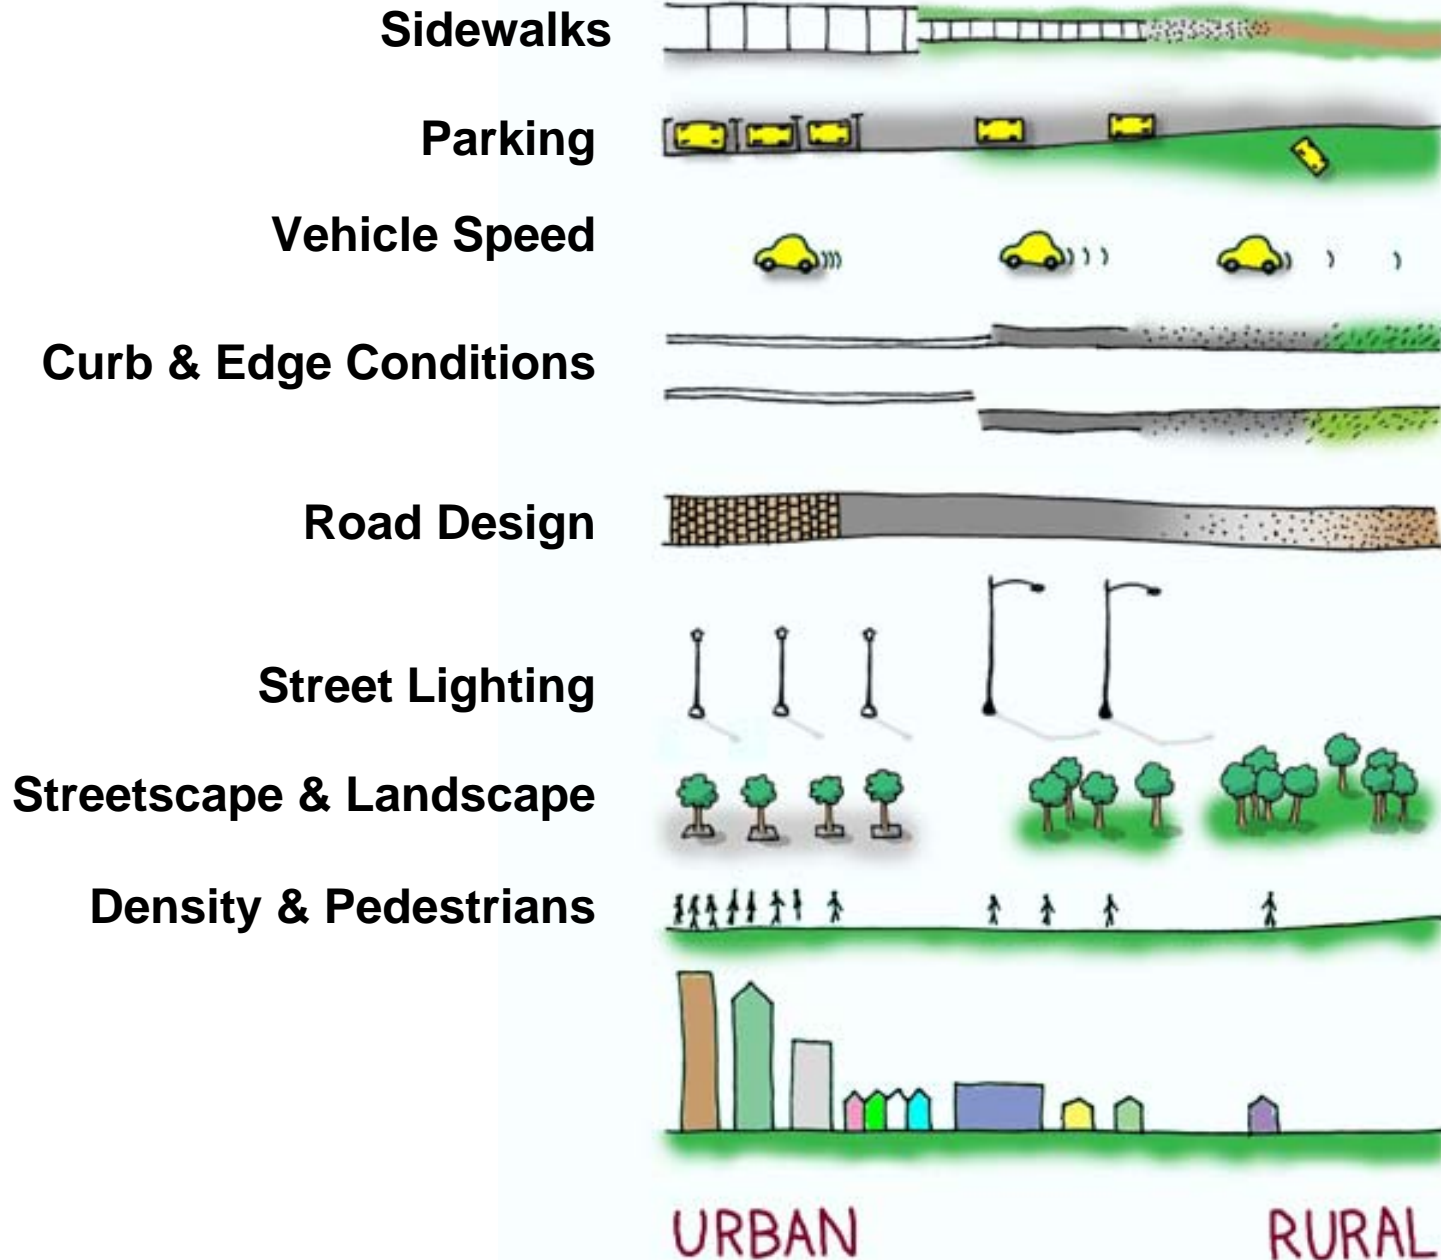 Sidewalks
Parking
Vehicle Speed
Curb & Edge Conditions
Road Design
Street Lighting
Streetscape & Landscape
Density & Pedestrians
URBAN RURAL